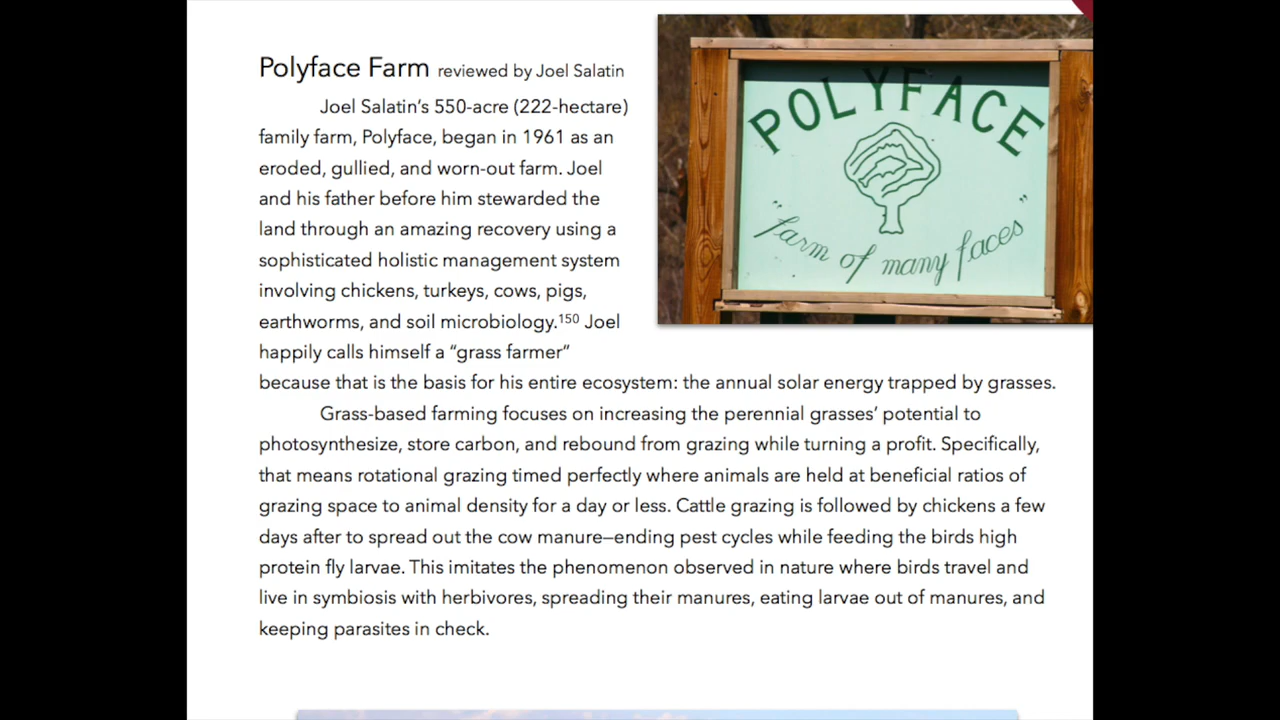 Polyface Farm reviewed by Joel Salatin
Joel Salatin’s 550-acre (222-hectare)
family farm, Polyface, began in 1961 as an
eroded, gullied, and worn-out farm. Joel
and his father before him stewarded the
land through an amazing recovery using a
sophisticated holistic management system
involving chickens, turkeys, cows, pigs,
earthworms, and soil microbiology.150 Joel
happily calls himself a “grass farmer”
because that is the basis for his entire ecosystem: the annual solar energy trapped by grasses.
Grass-based farming focuses on increasing the perennial grasses’ potential to
photosynthesize, store carbon, and rebound from grazing while turning a profit. Specifically,
that means rotational grazing timed perfectly where animals are held at beneficial ratios of
grazing space to animal density for a day or less. Cattle grazing is followed by chickens a few
days after to spread out the cow manure—ending pest cycles while feeding the birds high
protein fly larvae. This imitates the phenomenon observed in nature where birds travel and
live in symbiosis with herbivores, spreading their manures, eating larvae out of manures, and
keeping parasites in check.
POLYFACE
"farm of many faces"